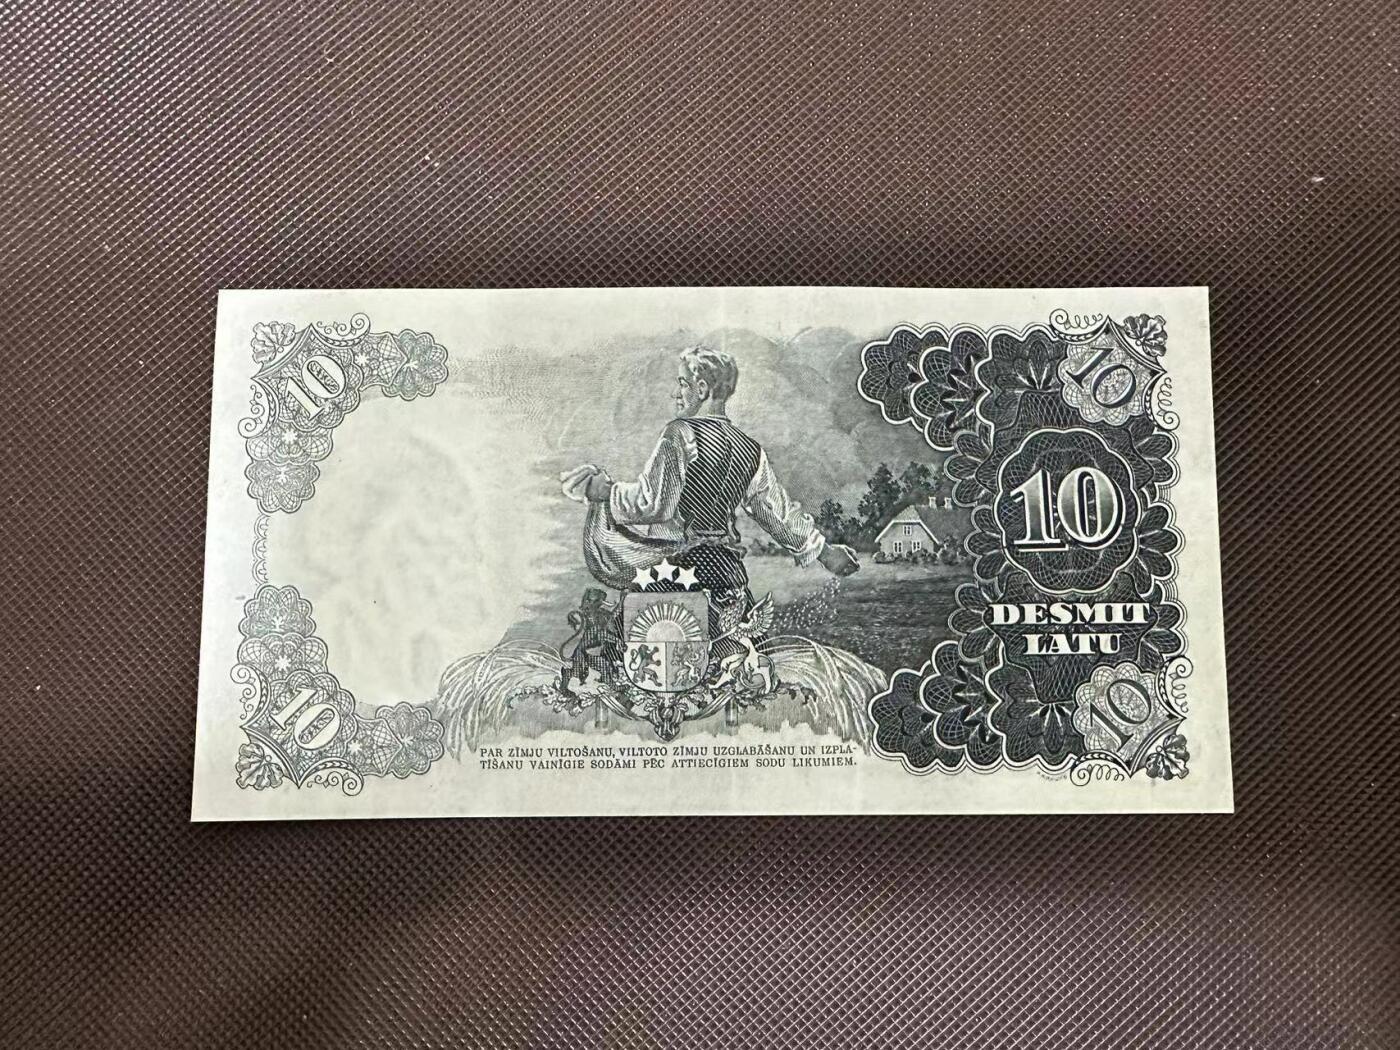 10
10
10
DESMIT
LATU
10
10
PAR ZĪMJU VILTOŠANU, VILTOTO ZĪMJU UZGLABĀŠANU UN IZPLA-
TĪŠANU VAINĪGIE SODĀMI PĒC ATTIECĪGIEM SODU LIKUMIEM.